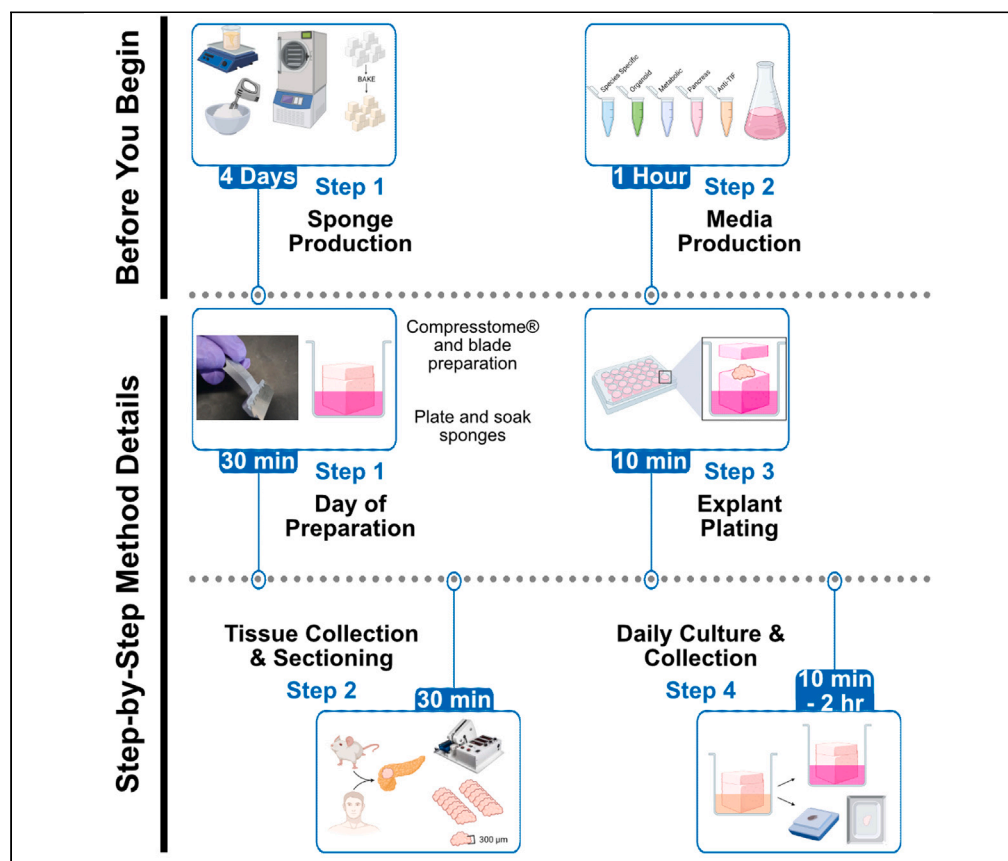 Before You Begin
BAKE
4 Days
Step 1
Sponge
Production
Species Specific
Organoid
Metabolic
Pancreas
Anti-TIF
1 Hour
Step 2
Media
Production
Step-by-Step Method Details
Compresstome®
and blade
preparation
Plate and soak
sponges
30 min
Step 1
Day of
Preparation
10 min
Step 3
Explant
Plating
Tissue Collection
& Sectioning
Step 2
30 min
300 µm
Daily Culture &
Collection
Step 4
10 min
- 2 hr